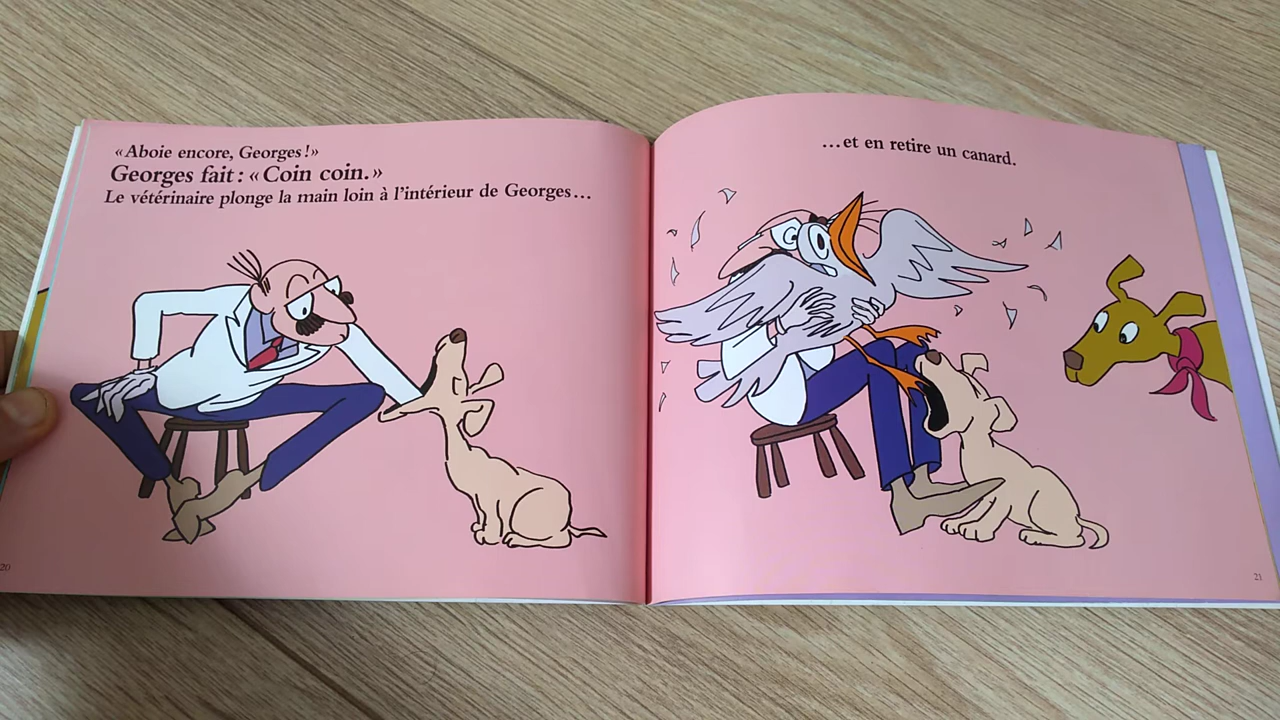 «Aboie encore, Georges!»
Georges fait: «Coin coin.»
Le vétérinaire plonge la main loin à l'intérieur de Georges...
...et en retire un canard.
20
21